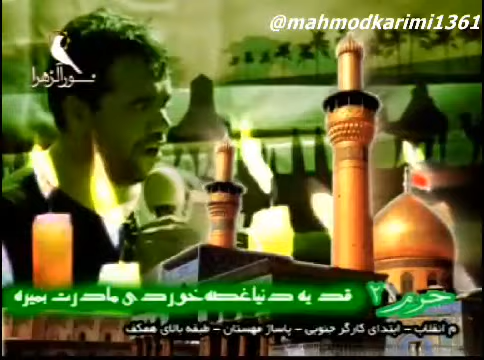 @mahmodkarimi1361
نورالزهرا
حرم ۲ قد یه دنیا غصه خوردی مادرت بمیره
م انقلاب - ابتدای کارگر جنوبی - پاساژ مهستان - طبقه بالای همکف